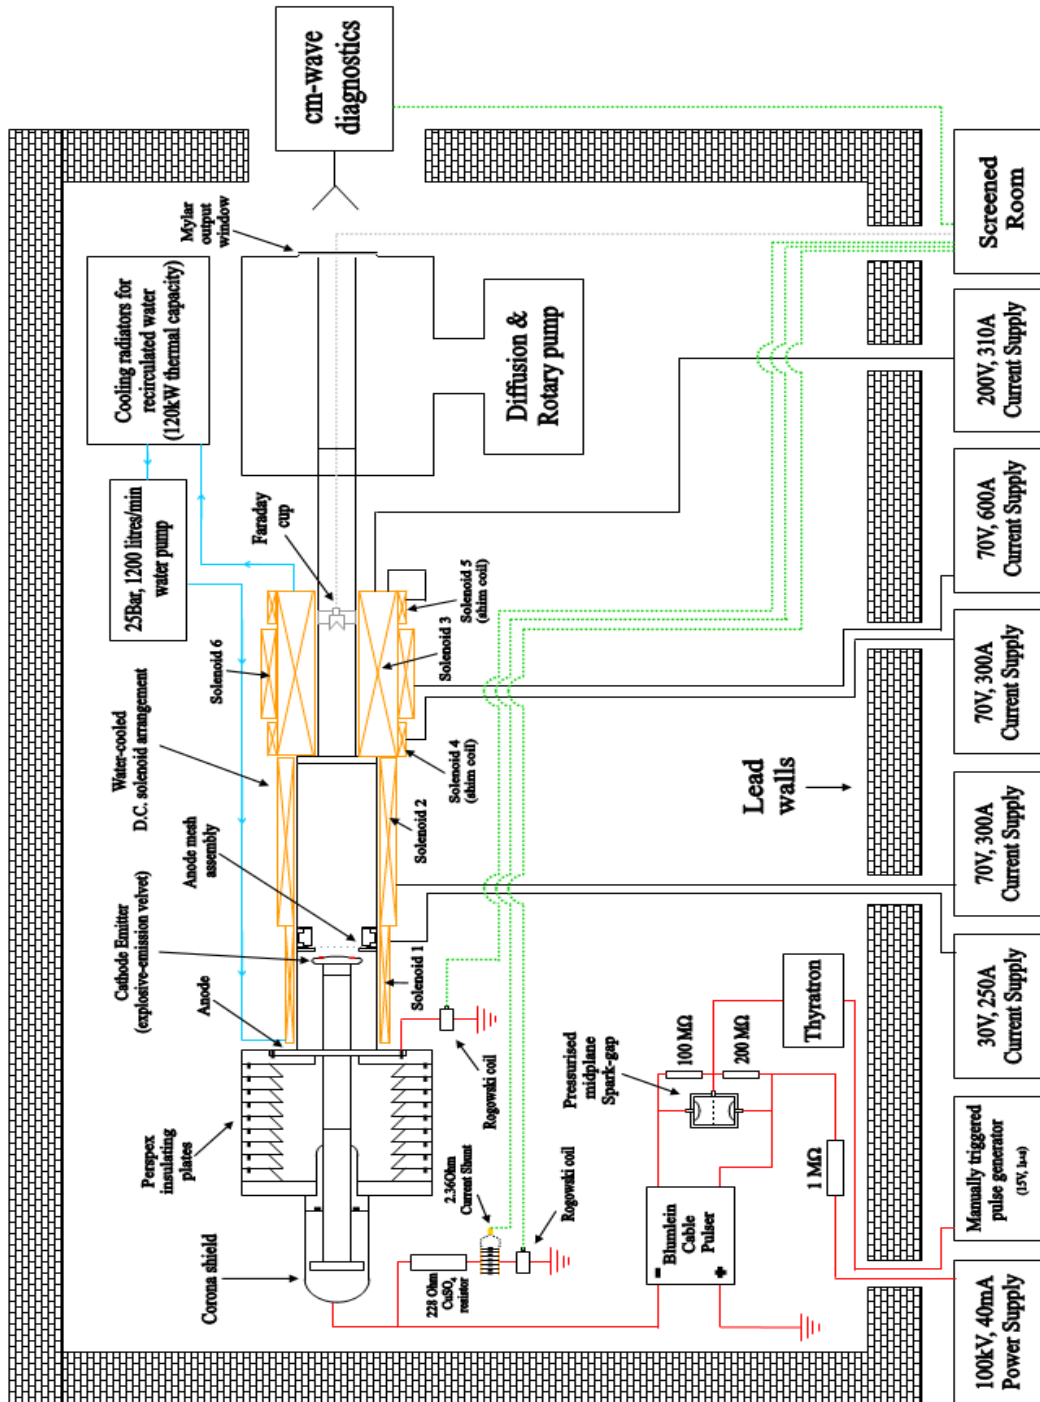 cm-wave
diagnostics
Mylar
output
window
Cooling radiators for
recirculated water
(120kW thermal capacity)
25Bar, 1200 litres/min
water pump
Diffusion &
Rotary pump
Screened
Room
200V, 310A
Current Supply
70V, 600A
Current Supply
70V, 300A
Current Supply
70V, 300A
Current Supply
30V, 250A
Current Supply
Manually triggered
pulse generator
100kV, 40mA
Power Supply
Faraday
cup
Solenoid 6
Solenoid 5
(shim coil)
Solenoid 3
Solenoid 4
(shim coil)
Solenoid 2
Solenoid 1
Water-cooled
D.C. solenoid arrangement
Anode mesh
assembly
Cathode Emitter
(explosive-emission velvet)
Anode
Perspex
insulating
plates
Corona shield
Lead
walls
Rogowski coil
2.36Ohm
Current Shunt
Rogowski coil
228 Ohm
CuSO4
resistor
Pressurised
midplane
Spark-gap
100 MΩ
200 MΩ
Thyratron
1 MΩ
Blumlein
Cable
Pulser